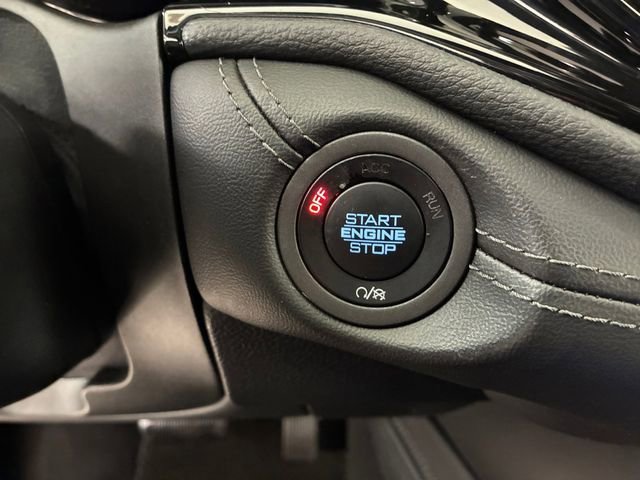 ACC
OFF
RUN
START
ENGINE
STOP